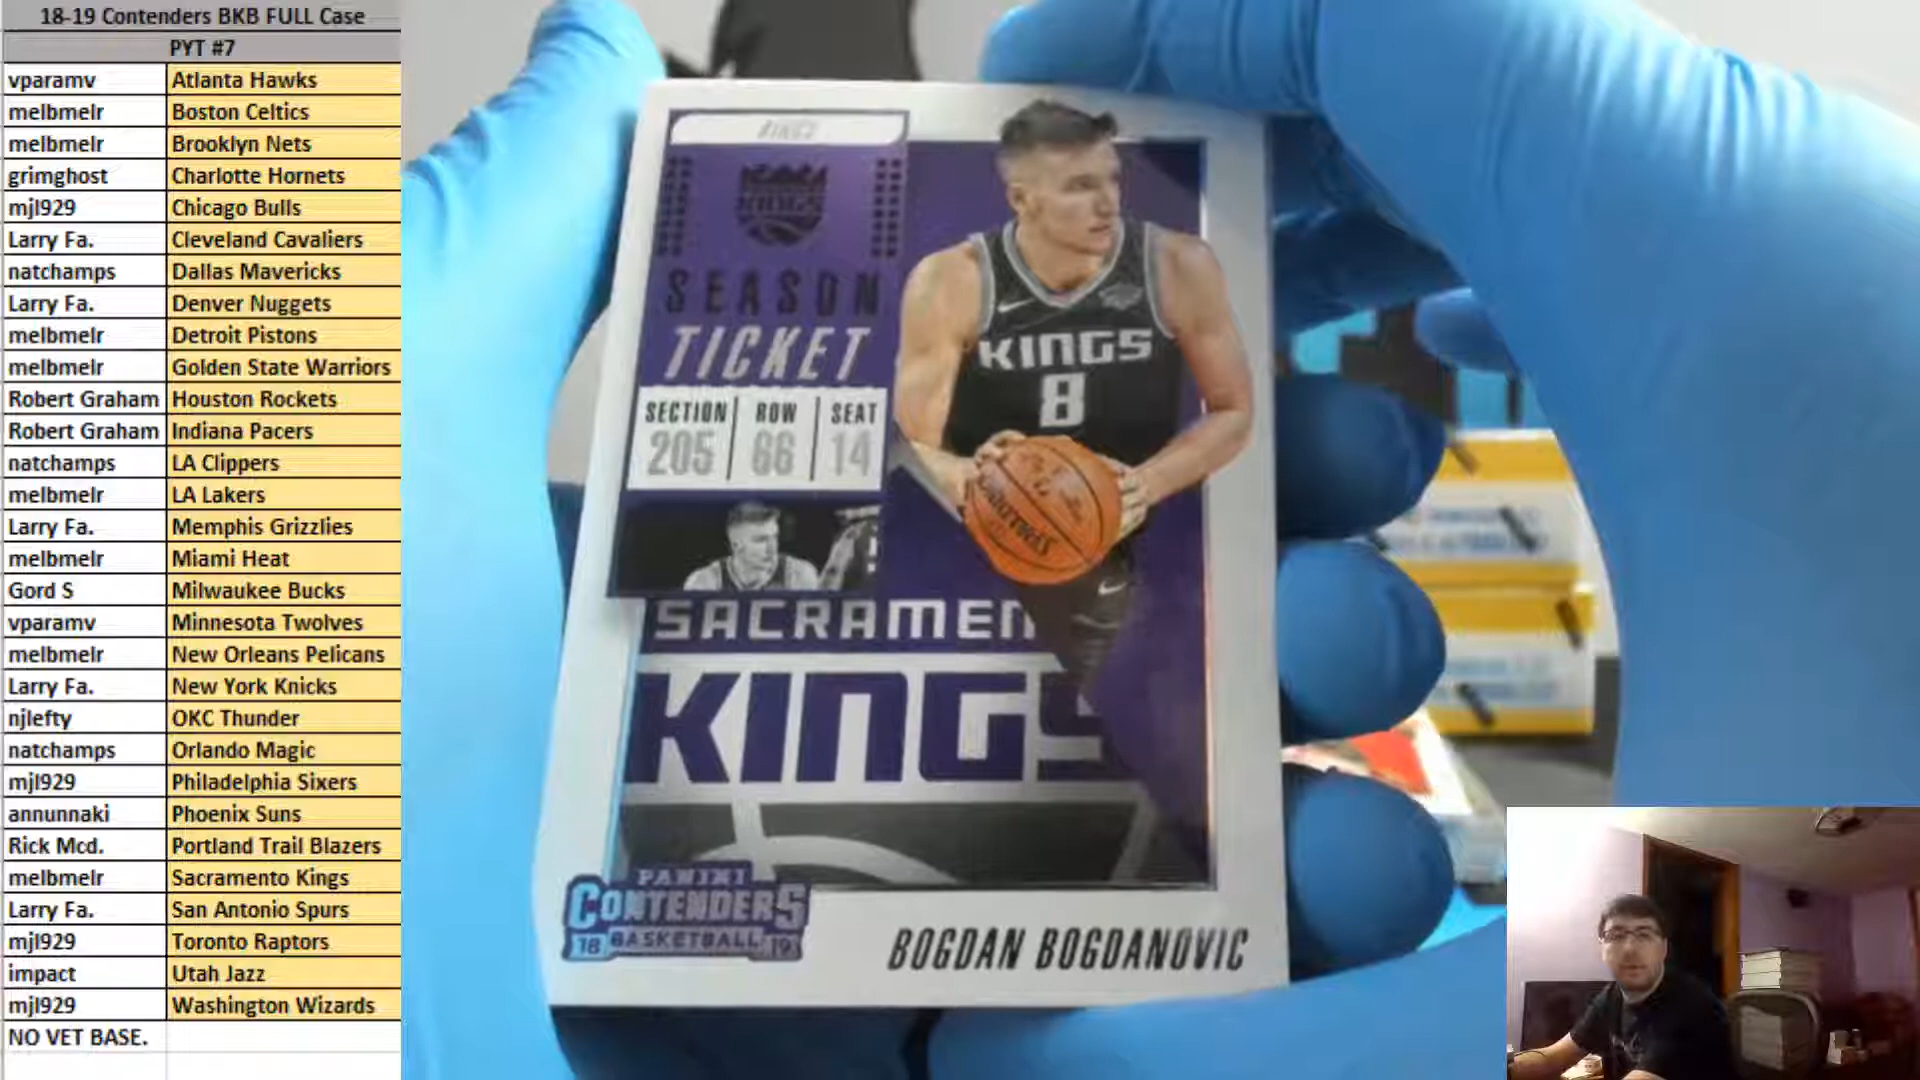 18-19 Contenders BKB FULL Case
PYT #7
vparamv Atlanta Hawks
melbmelr Boston Celtics
melbmelr Brooklyn Nets
grimghost Charlotte Hornets
mjl929 Chicago Bulls
Larry Fa. Cleveland Cavaliers
natchamps Dallas Mavericks
Larry Fa. Denver Nuggets
melbmelr Detroit Pistons
melbmelr Golden State Warriors
Robert Graham Houston Rockets
Robert Graham Indiana Pacers
natchamps LA Clippers
melbmelr LA Lakers
Larry Fa. Memphis Grizzlies
melbmelr Miami Heat
Gord S Milwaukee Bucks
vparamv Minnesota Twolves
melbmelr New Orleans Pelicans
Larry Fa. New York Knicks
njlefty OKC Thunder
natchamps Orlando Magic
mjl929 Philadelphia Sixers
annunnaki Phoenix Suns
Rick Mcd. Portland Trail Blazers
melbmelr Sacramento Kings
Larry Fa. San Antonio Spurs
mjl929 Toronto Raptors
impact Utah Jazz
mjl929 Washington Wizards
NO VET BASE.
KINGS
KINGS
SEASON
TICKET
SECTION ROW SEAT
205 66 14
KINGS
8
SPALDING
SACRAMEN
KINGS
PANINI
CONTENDERS
18 BASKETBALL 19
BOGDAN BOGDANOVIC